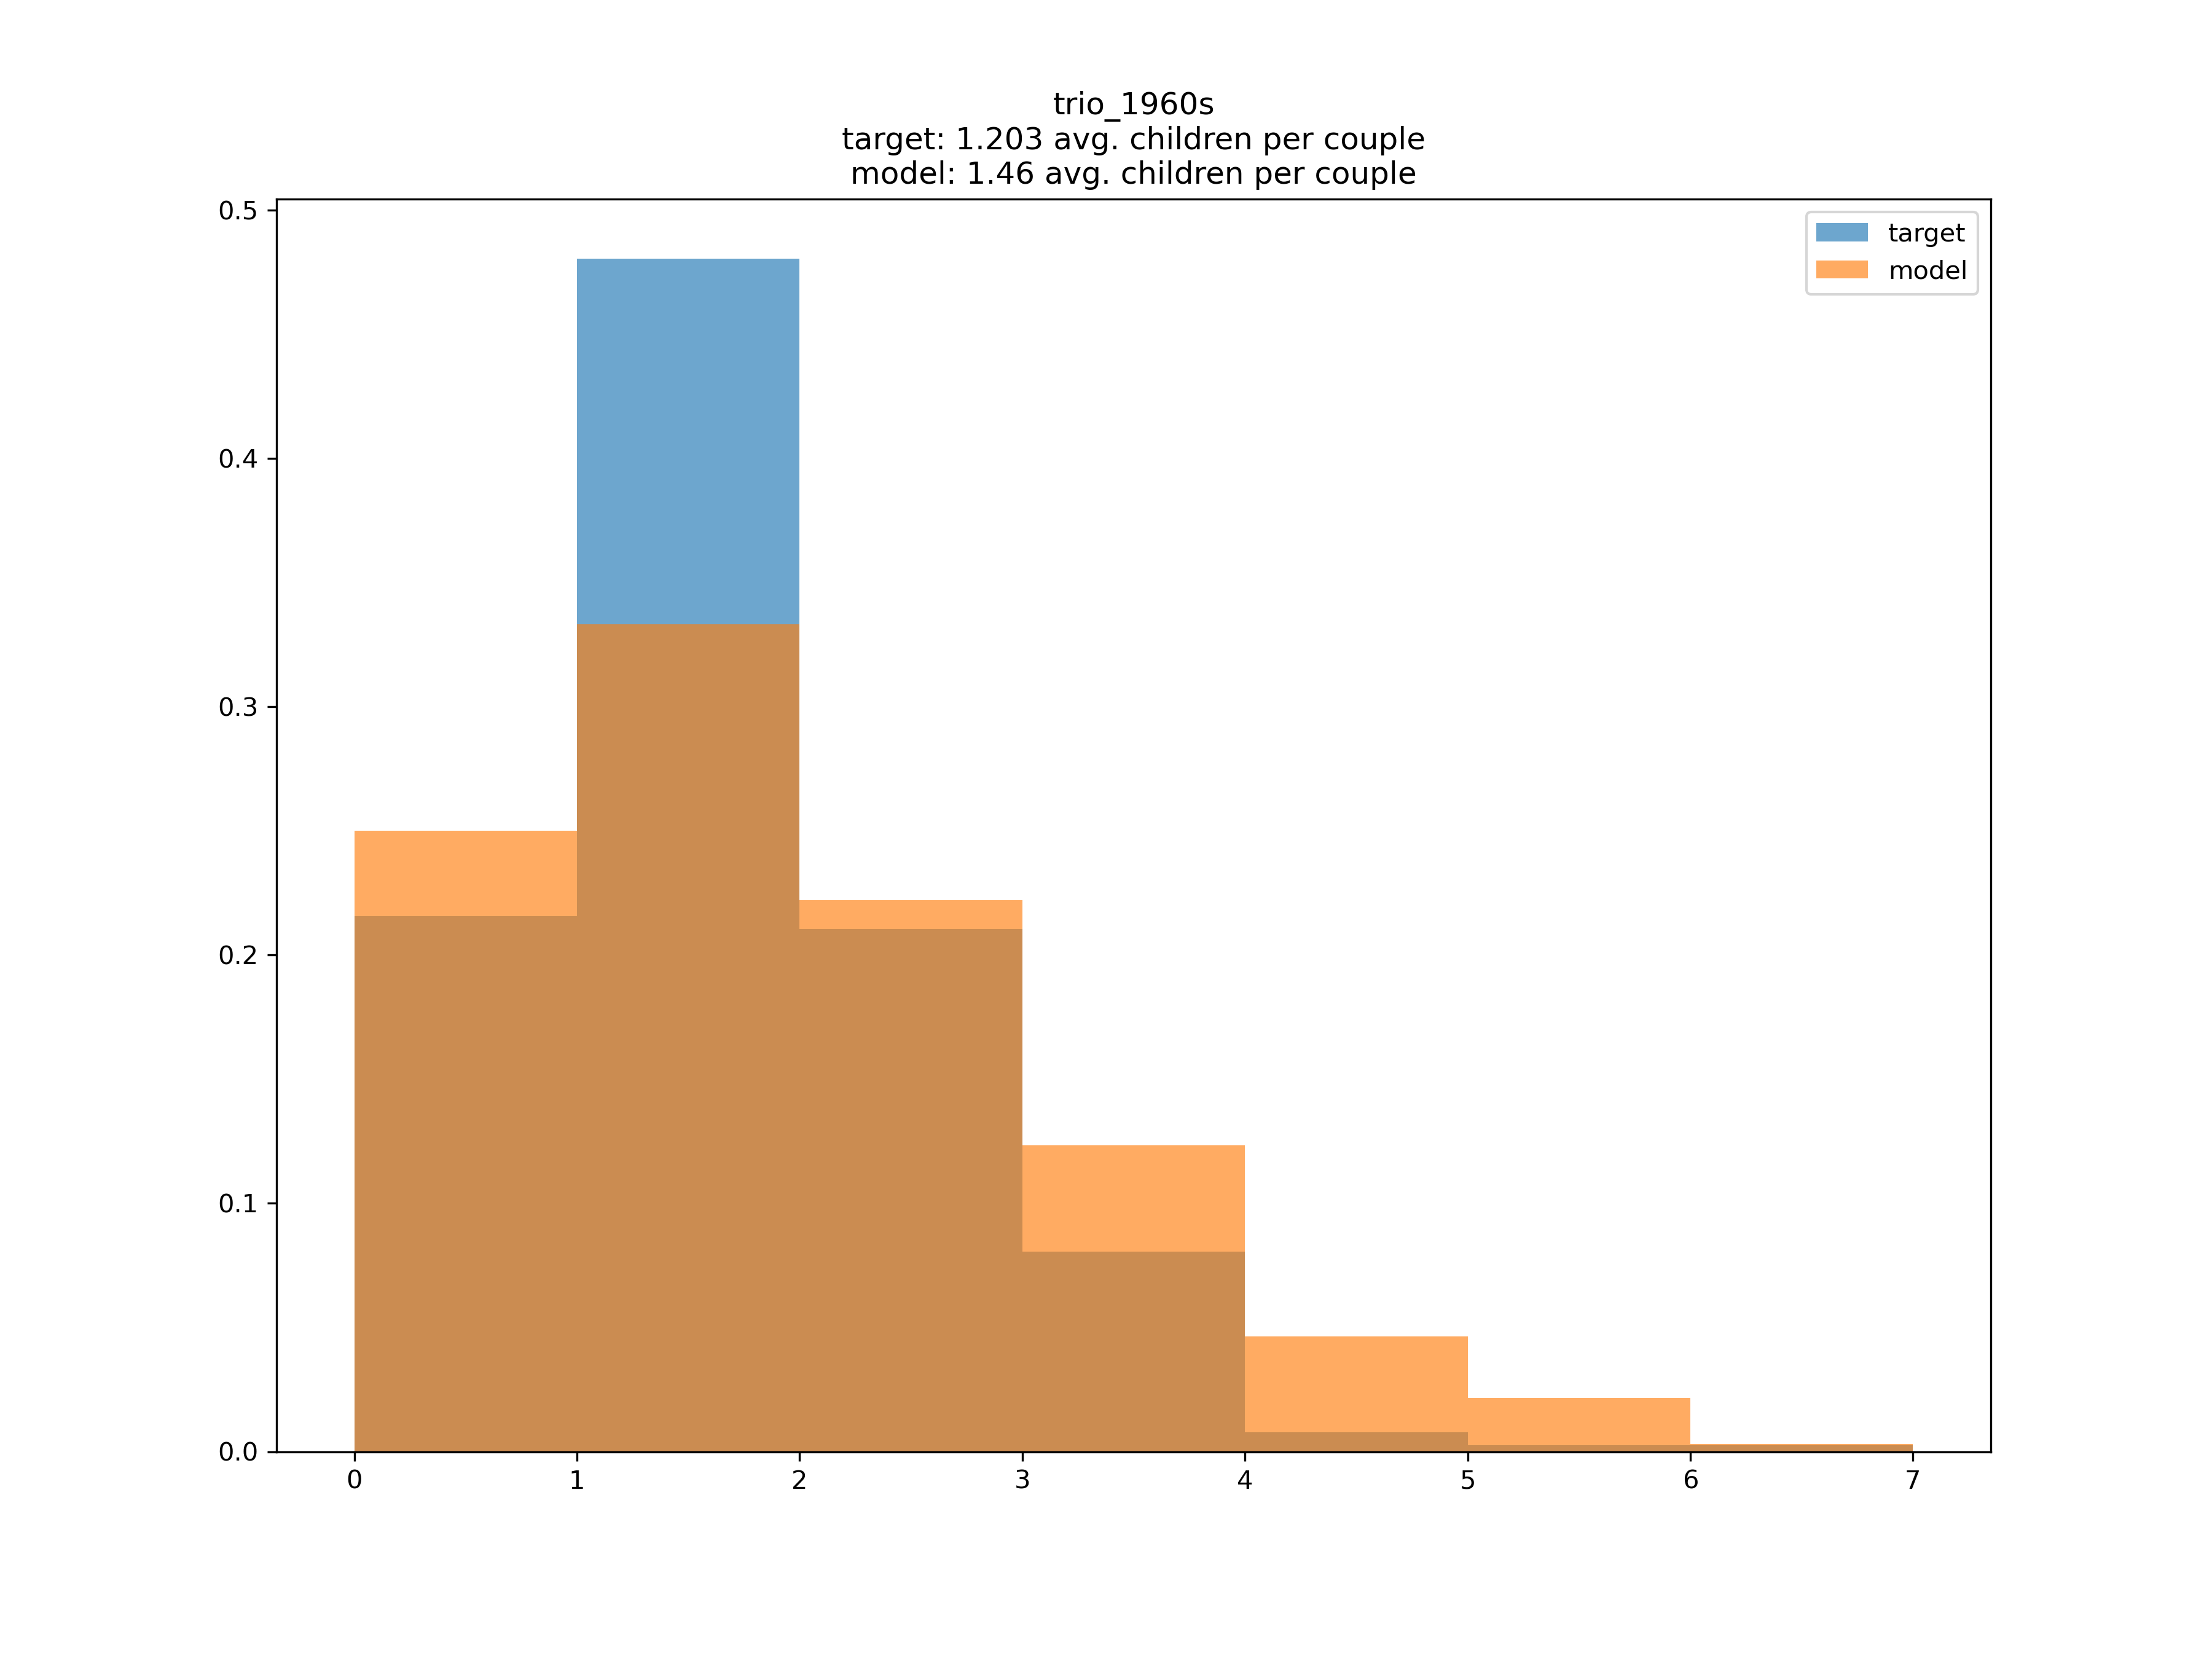 trio_1960s
target: 1.203 avg. children per couple
model: 1.46 avg. children per couple
target
model
0.5
0.4
0.3
0.2
0.1
0.0
0 1 2 3 4 5 6 7